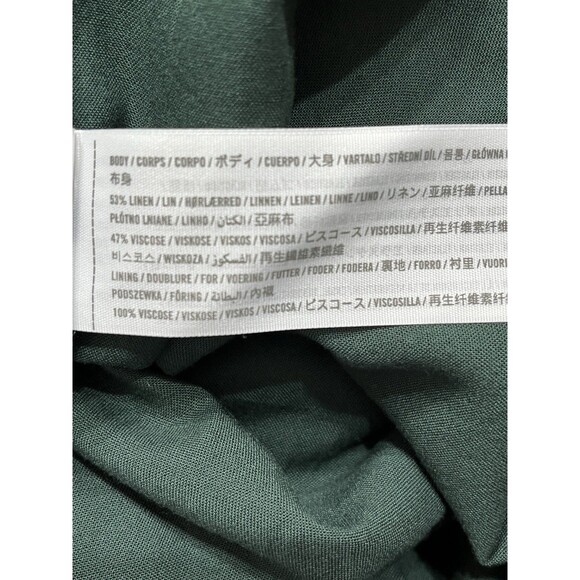 BODY / CORPS / CORPO / ボディ / CUERPO / 大身 / VARTALO / STŘEDNÍ DÍL / 몸통 / GŁÓWNA
布身
53% LINEN / LIN / HØRLÆRRED / LINNEN / LEINEN / LINNE / LINO / リネン / 亚麻纤维 / PELLA
PŁÓTNO LNIANE / LINHO / الكتان / 亞麻布
47% VISCOSE / VISKOSE / VISKOS / VISCOSA / ビスコース / VISCOSILLA / 再生纤维素纤维
비스코스 / WISKOZA / الفسكوز / 再生纖維素纖維
LINING / DOUBLURE / FOR / VOERING / FUTTER / FODER / FODERA / 裏地 / FORRO / 衬里 / VUORI
PODSZEWKA / FÖRING / البطانة / 內襯
100% VISCOSE / VISKOSE / VISKOS / VISCOSA / ビスコース / VISCOSILLA / 再生纤维素纤维